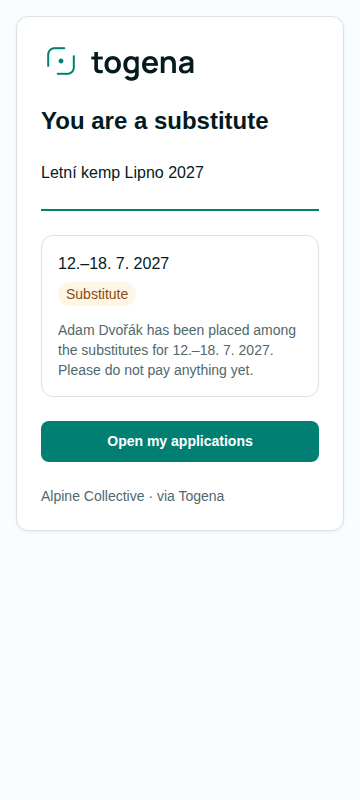 togena
You are a substitute
Letní kemp Lipno 2027
12.–18. 7. 2027
Substitute
Adam Dvořák has been placed among
the substitutes for 12.–18. 7. 2027.
Please do not pay anything yet.
Open my applications
Alpine Collective · via Togena